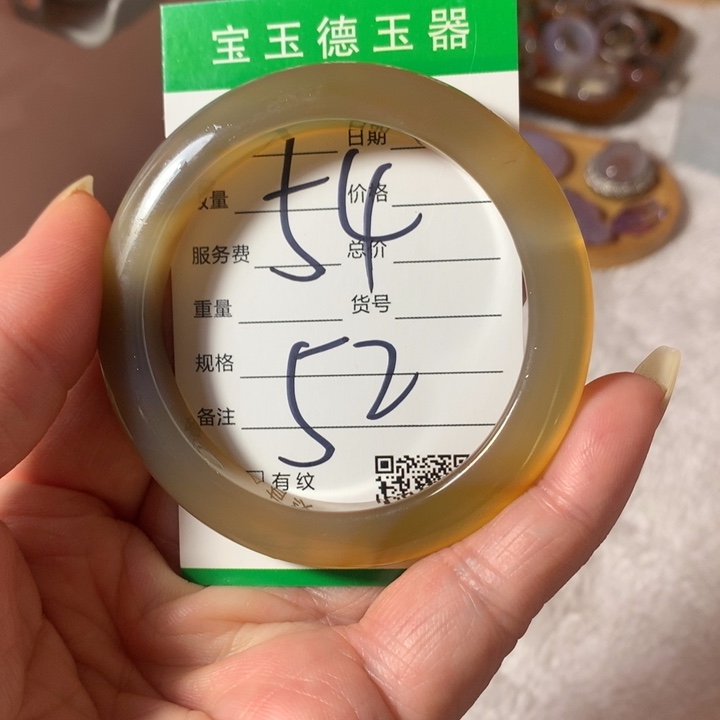 宝玉德玉器
日期
54
量 价格
服务费 总价
重量 货号
52
规格
备注
有纹